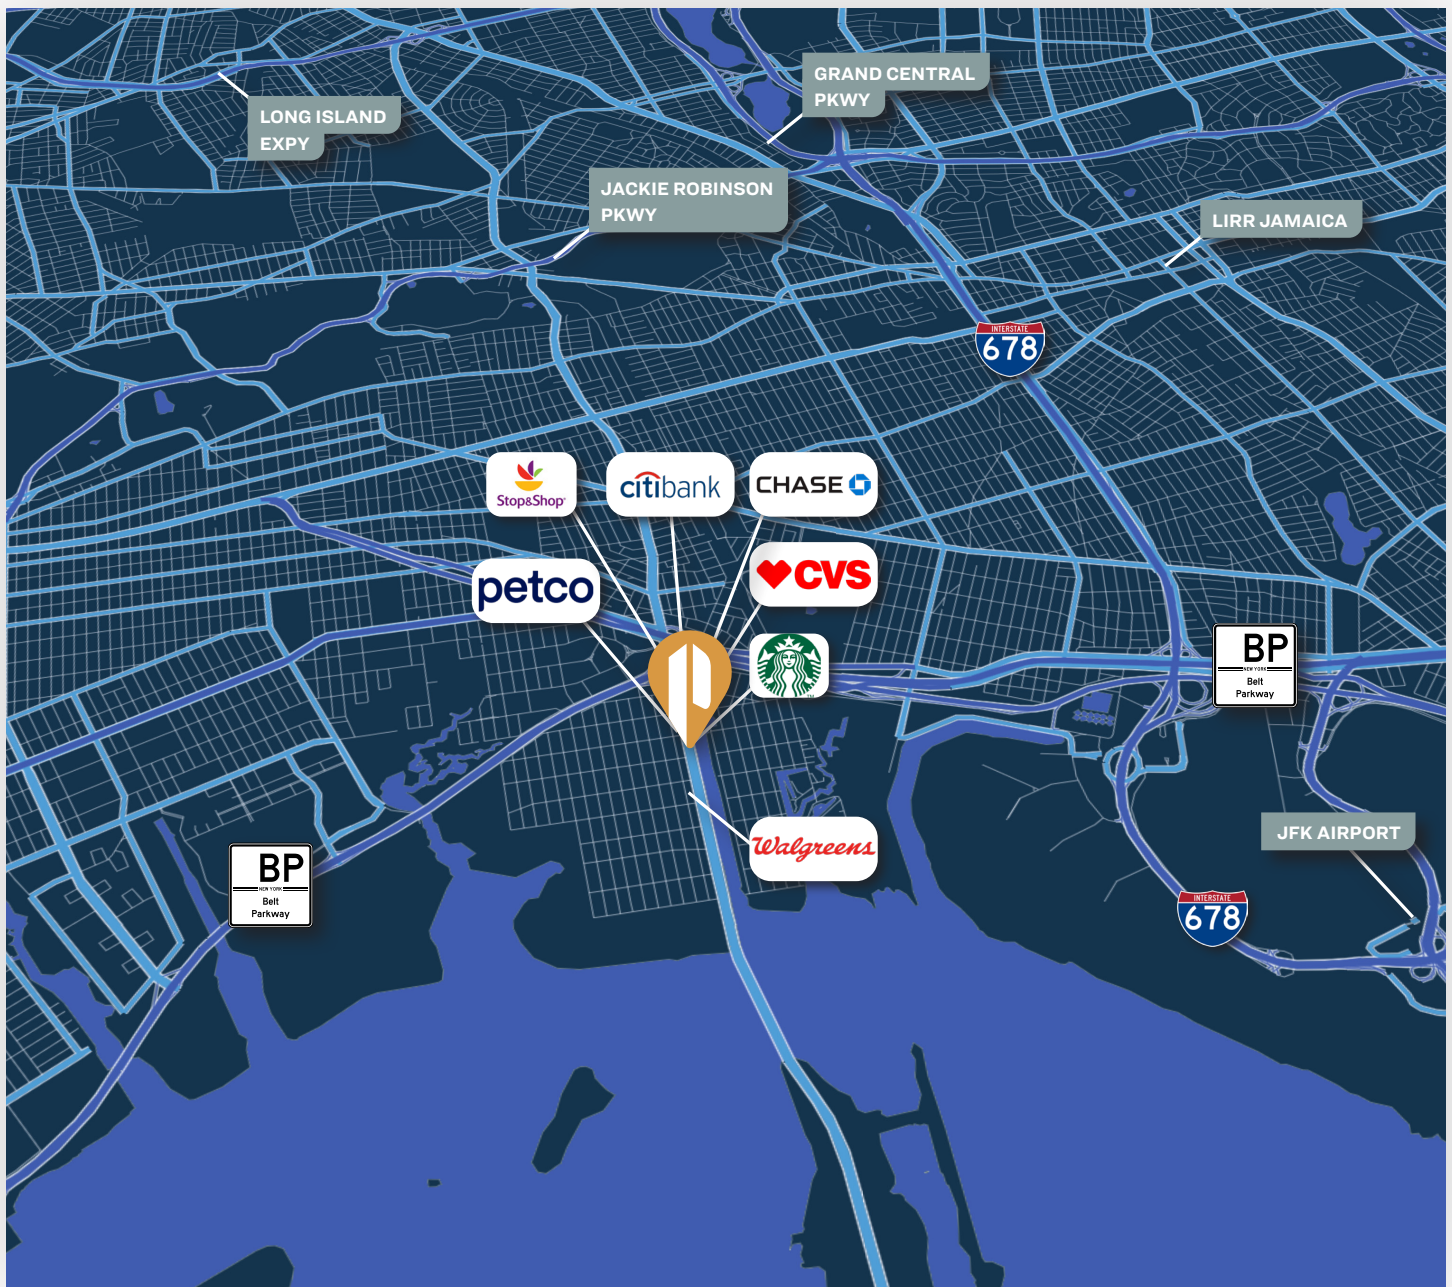 LONG ISLAND
EXPY
GRAND CENTRAL
PKWY
JACKIE ROBINSON
PKWY
LIRR JAMAICA
INTERSTATE
678
Stop&Shop
citibank
CHASE
petco
CVS
BP
NEW YORK
Belt
Parkway
Walgreens
JFK AIRPORT
BP
NEW YORK
Belt
Parkway
INTERSTATE
678